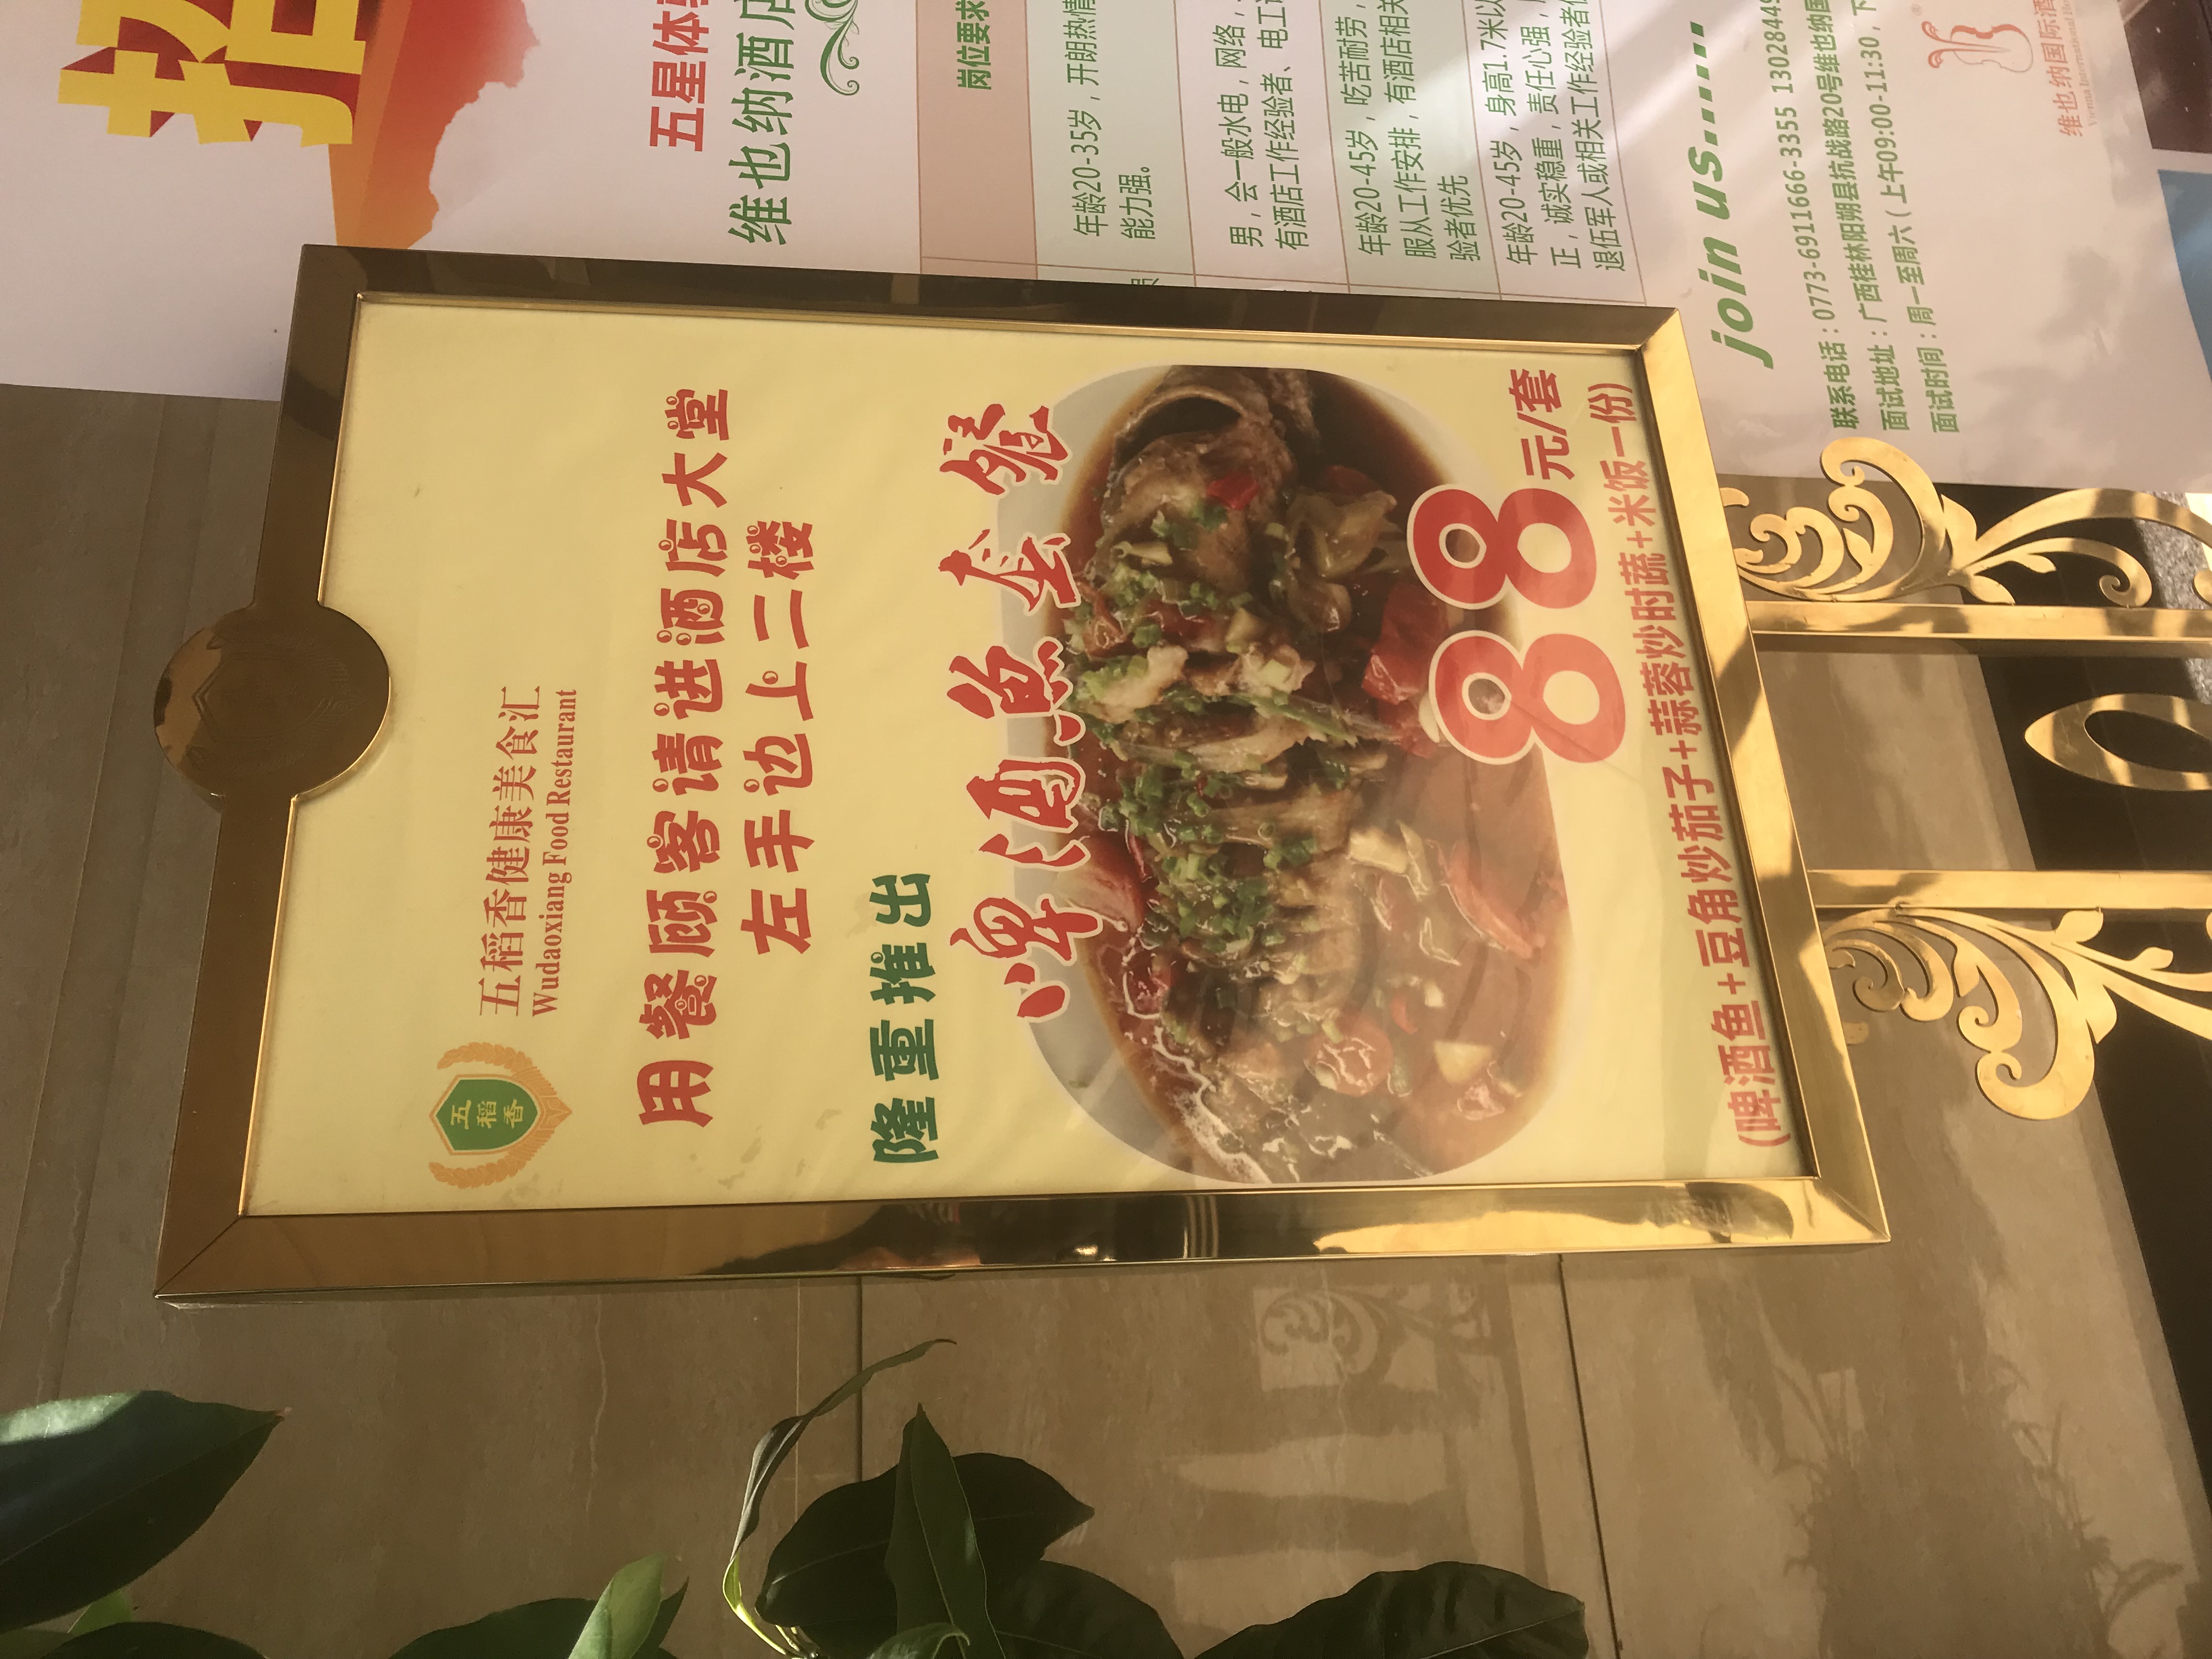 五稻香
五稻香健康美食汇
Wudaoxiang Food Restaurant
用餐顾客请进酒店大堂
左手边上二楼
隆重推出
啤酒鱼套餐
88元/套
(啤酒鱼+豆角炒茄子+蒜蓉炒时蔬+米饭一份)
招
五星体
维也纳酒店
岗位要求
年龄20-35岁，开朗热情
能力强。
男，会一般水电，网络，
有酒店工作经验者、电工
年龄20-45岁，吃苦耐劳，
服从工作安排，有酒店相关
验者优先
年龄20-45岁，身高1.7米以
正，诚实稳重，责任心强，
退伍军人或相关工作经验者
join us......
联系电话：0773-6911666-3355 13028449
面试地址：广西桂林阳朔县抗战路20号维也纳国
面试时间：周一至周六（上午09:00-11:30，下
维也纳国际酒
Vienna International